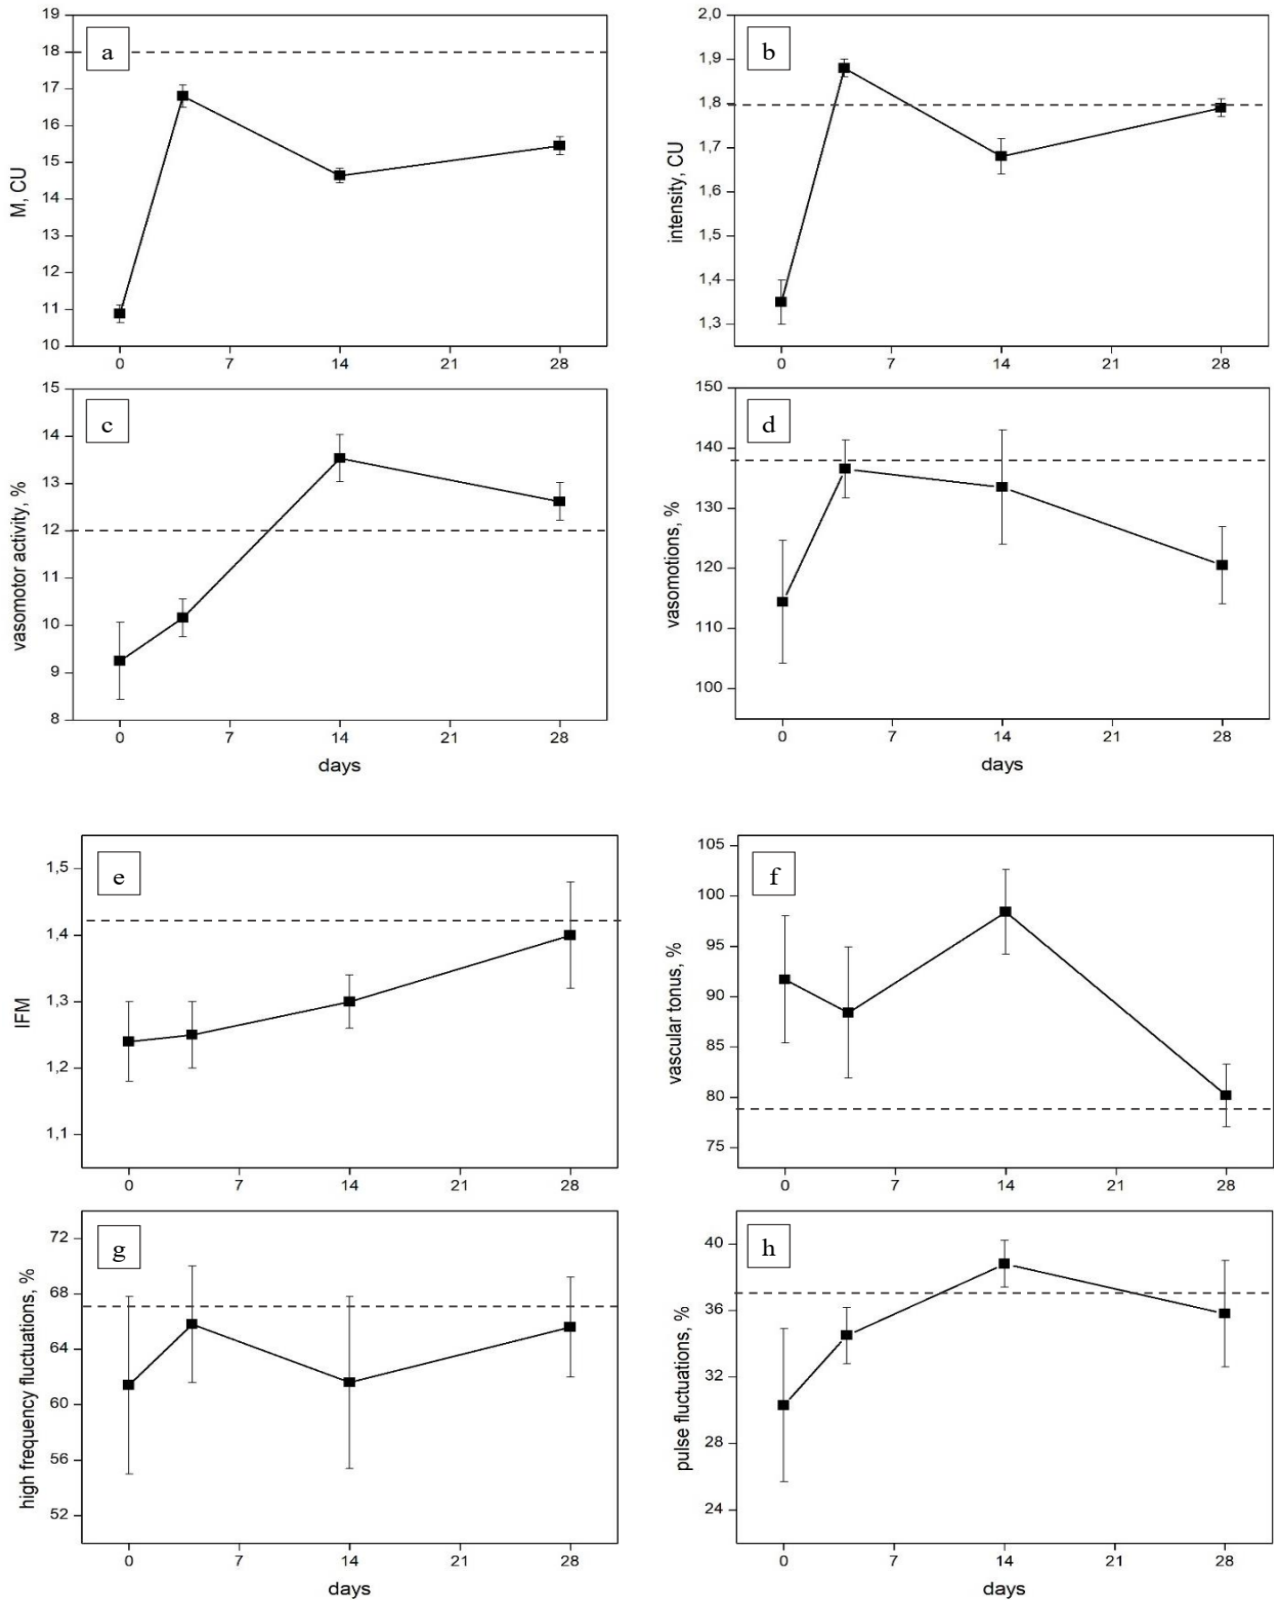 a
M, CU
19
18
17
16
15
14
13
12
11
10
0 7 14 21 28
b
intensity, CU
2,0
1,9
1,8
1,7
1,6
1,5
1,4
1,3
0 7 14 21 28
c
vasomotor activity, %
15
14
13
12
11
10
9
8
0 7 14 21 28
days
d
vasomotions, %
150
140
130
120
110
100
0 7 14 21 28
days
e
IFM
1,5
1,4
1,3
1,2
1,1
0 7 14 21 28
f
vascular tonus, %
105
100
95
90
85
80
75
0 7 14 21 28
g
high frequency fluctuations, %
72
68
64
60
56
52
0 7 14 21 28
days
h
pulse fluctuations, %
40
36
32
28
24
0 7 14 21 28
days